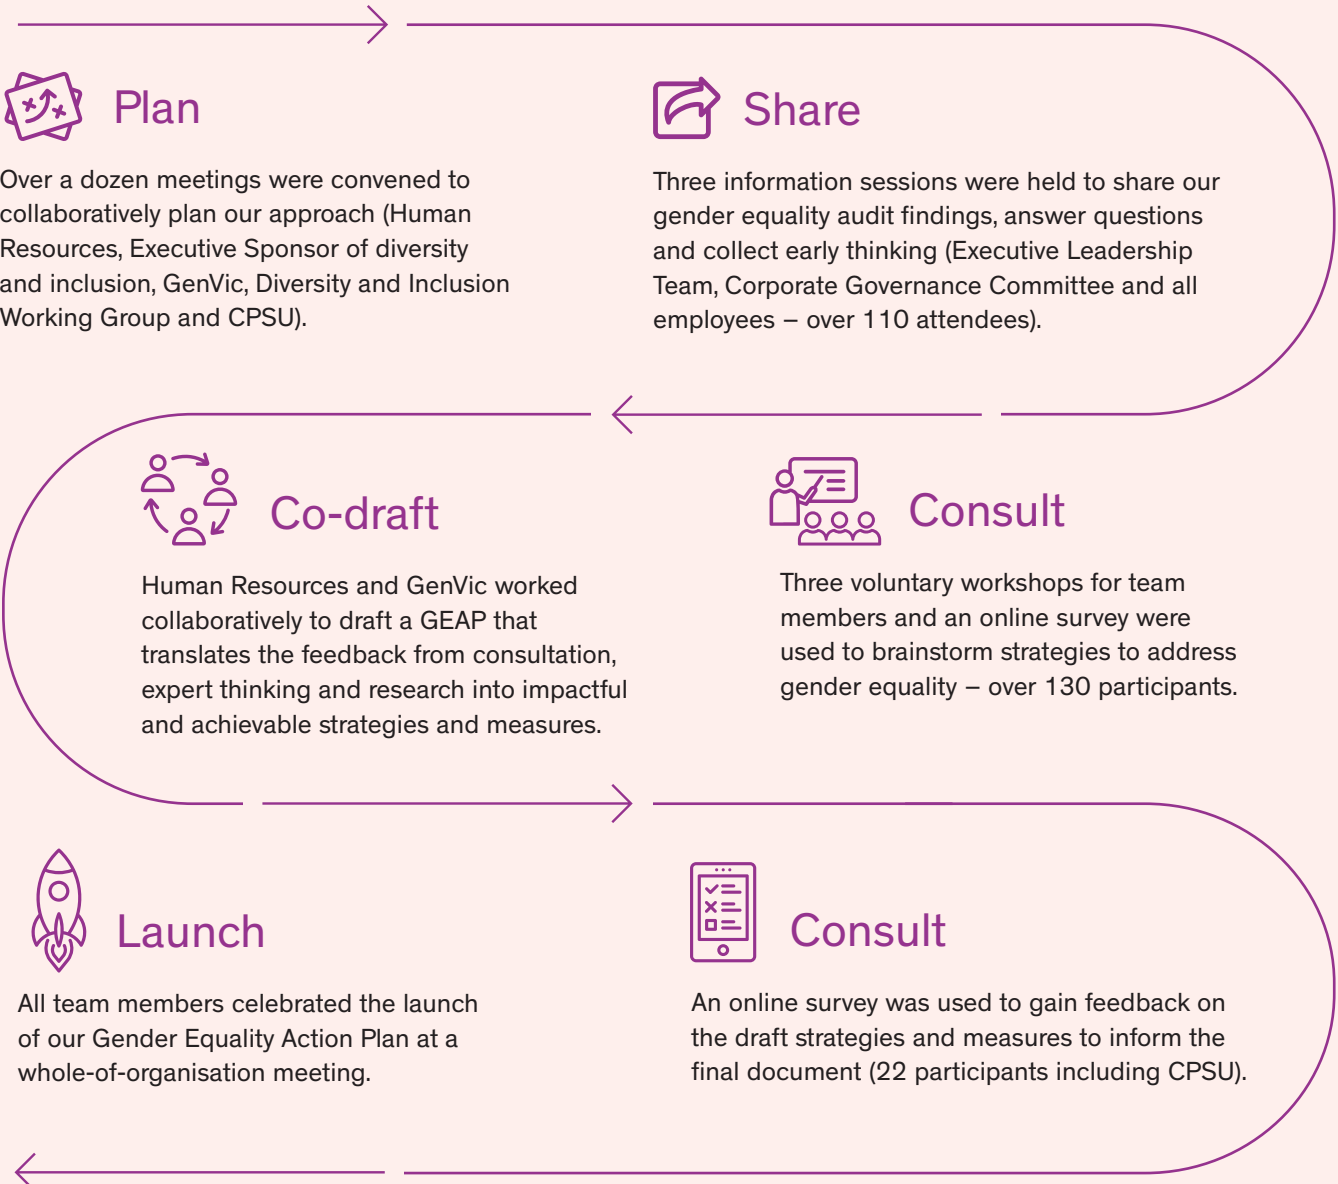 Plan
Over a dozen meetings were convened to
collaboratively plan our approach (Human
Resources, Executive Sponsor of diversity
and inclusion, GenVic, Diversity and Inclusion
Working Group and CPSU).
Share
Three information sessions were held to share our
gender equality audit findings, answer questions
and collect early thinking (Executive Leadership
Team, Corporate Governance Committee and all
employees – over 110 attendees).
Consult
Three voluntary workshops for team
members and an online survey were
used to brainstorm strategies to address
gender equality – over 130 participants.
Co-draft
Human Resources and GenVic worked
collaboratively to draft a GEAP that
translates the feedback from consultation,
expert thinking and research into impactful
and achievable strategies and measures.
Consult
An online survey was used to gain feedback on
the draft strategies and measures to inform the
final document (22 participants including CPSU).
Launch
All team members celebrated the launch
of our Gender Equality Action Plan at a
whole-of-organisation meeting.